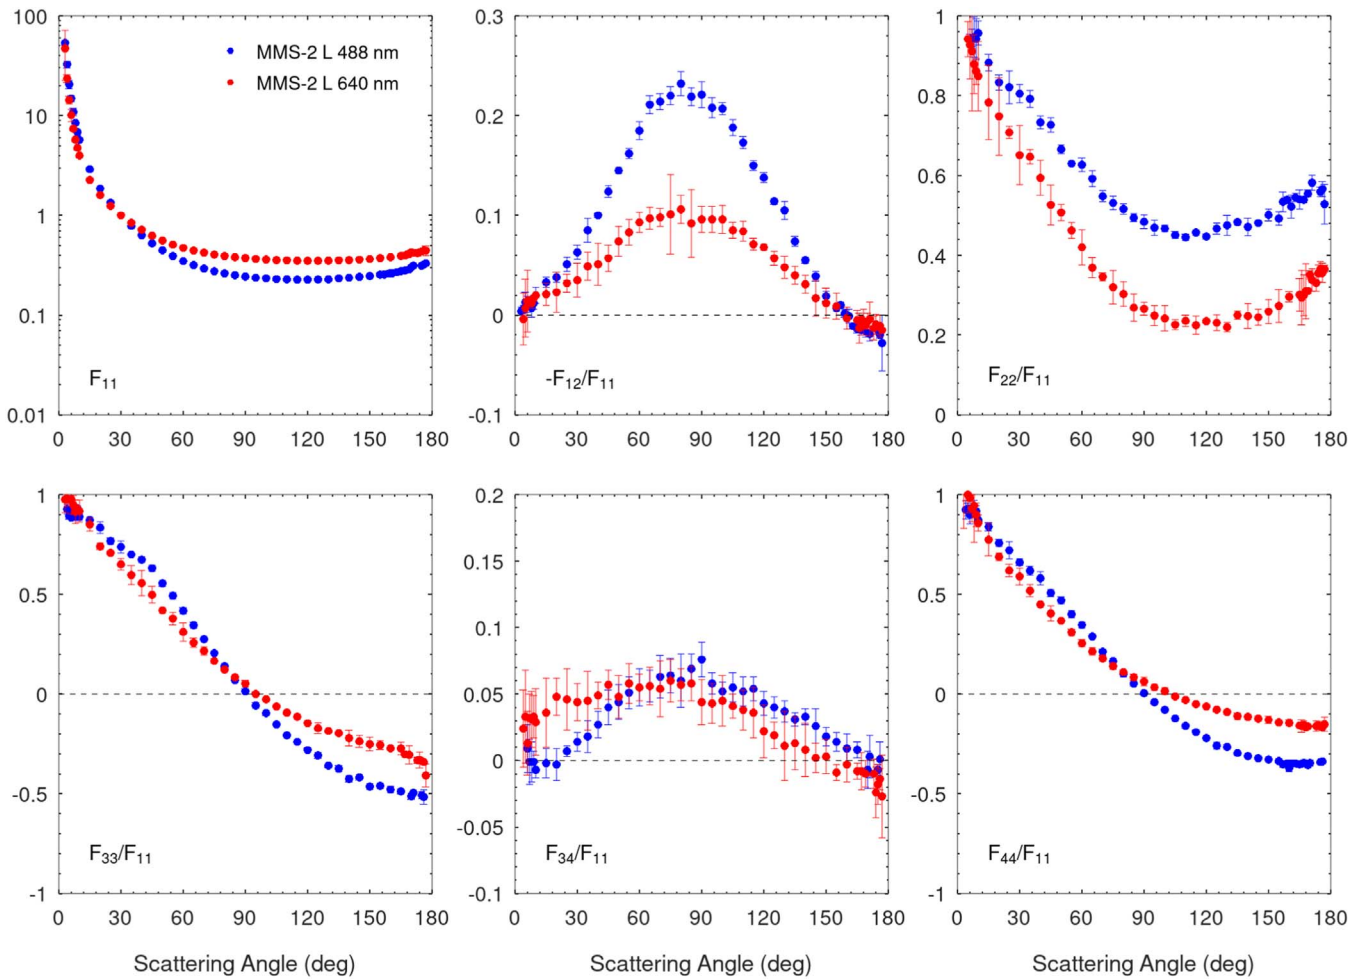 100
10
1
0.1
0.01
MMS-2 L 488 nm
MMS-2 L 640 nm
F11
0 30 60 90 120 150 180
0.3
0.2
0.1
0
-0.1
-F12/F11
0 30 60 90 120 150 180
1
0.8
0.6
0.4
0.2
0
F22/F11
0 30 60 90 120 150 180
1
0.5
0
-0.5
-1
F33/F11
0 30 60 90 120 150 180
Scattering Angle (deg)
0.2
0.15
0.1
0.05
0
-0.05
-0.1
F34/F11
0 30 60 90 120 150 180
Scattering Angle (deg)
1
0.5
0
-0.5
-1
F44/F11
0 30 60 90 120 150 180
Scattering Angle (deg)